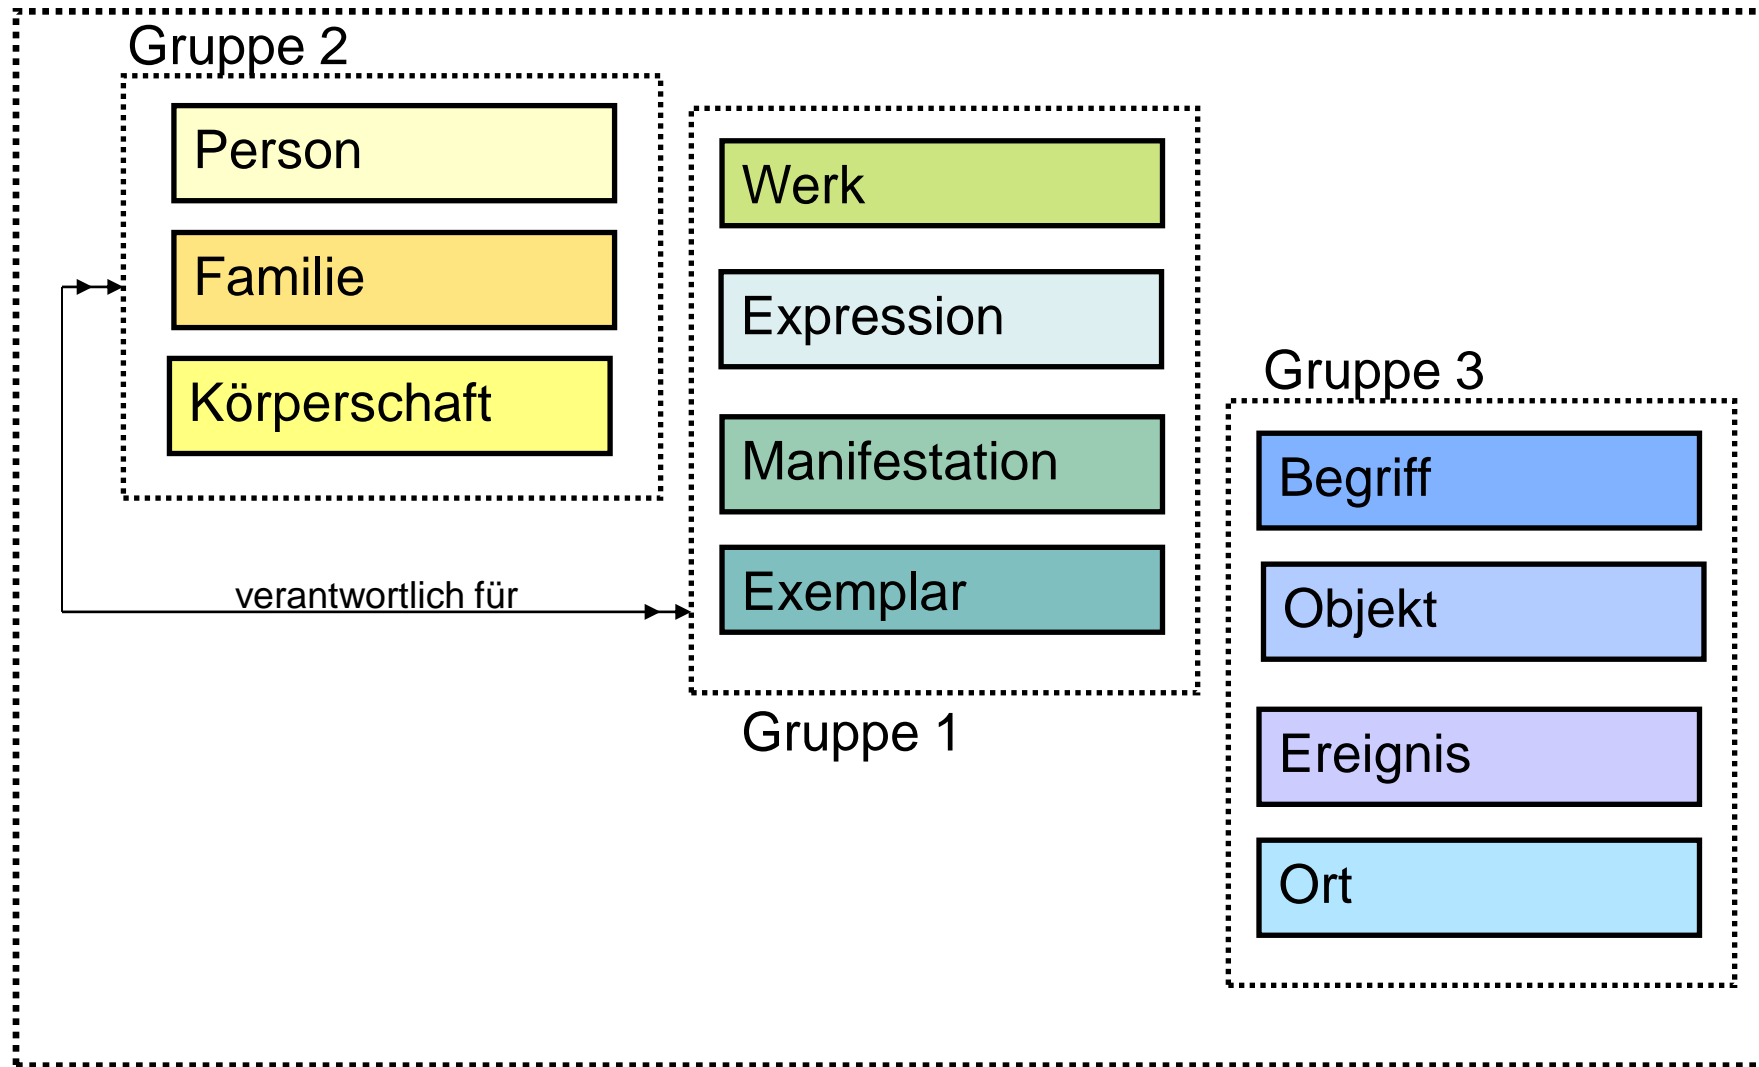 Gruppe 2
Person
Familie
Körperschaft
verantwortlich für
Werk
Expression
Manifestation
Exemplar
Gruppe 1
Gruppe 3
Begriff
Objekt
Ereignis
Ort